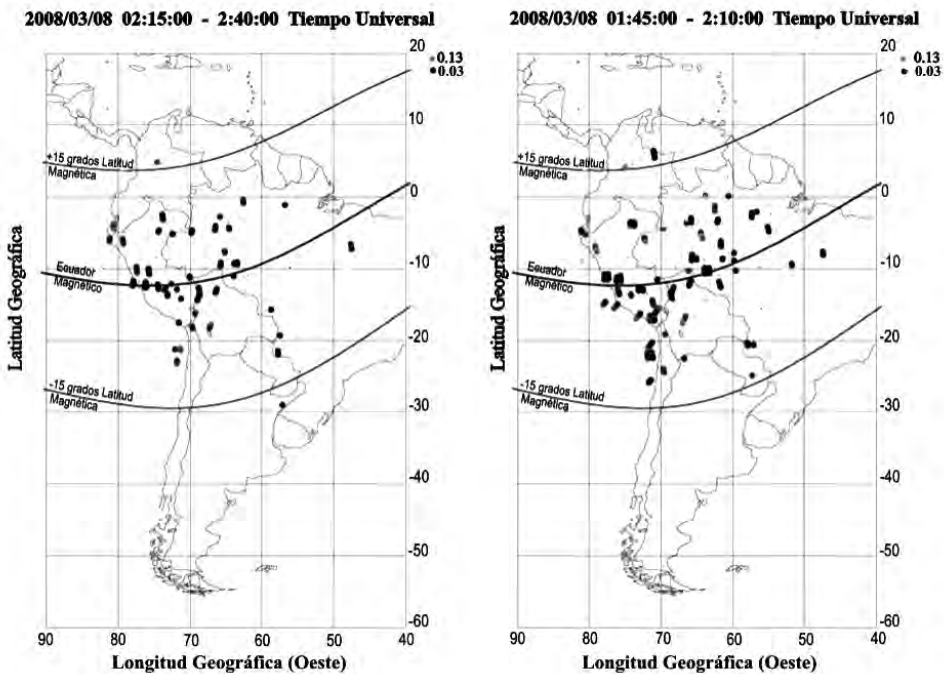 2008/03/08 02:15:00 - 2:40:00 Tiempo Universal
20
0.13
0.03
10
+15 grados Latitud
Magnética
0
Ecuador
Magnético
-10
-20
-15 grados Latitud
Magnética
-30
-40
-50
-60
90 80 70 60 50 40
Latitud Geográfica
Longitud Geográfica (Oeste)
2008/03/08 01:45:00 - 2:10:00 Tiempo Universal
20
0.13
0.03
10
+15 grados Latitud
Magnética
0
Ecuador
Magnético
-10
-20
-15 grados Latitud
Magnética
-30
-40
-50
-60
90 80 70 60 50 40
Latitud Geográfica
Longitud Geográfica (Oeste)